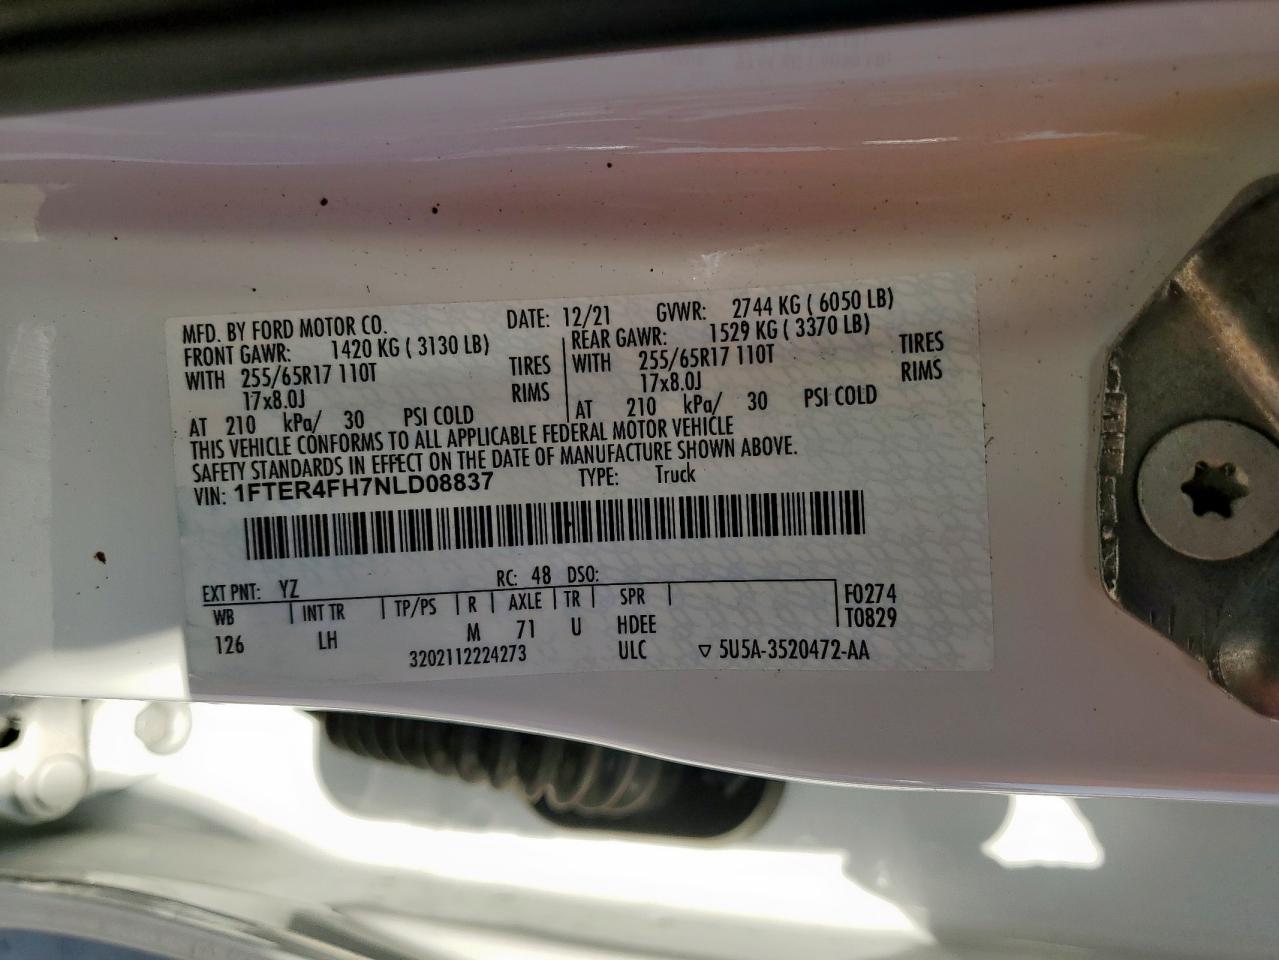 MFD. BY FORD MOTOR CO. DATE: 12/21 GVWR: 2744 KG ( 6050 LB)
FRONT GAWR: 1420 KG ( 3130 LB) REAR GAWR: 1529 KG ( 3370 LB)
WITH 255/65R17 110T TIRES WITH 255/65R17 110T TIRES
17x8.0J RIMS 17x8.0J RIMS
AT 210 kPa/ 30 PSI COLD AT 210 kPa/ 30 PSI COLD
THIS VEHICLE CONFORMS TO ALL APPLICABLE FEDERAL MOTOR VEHICLE
SAFETY STANDARDS IN EFFECT ON THE DATE OF MANUFACTURE SHOWN ABOVE.
VIN: 1FTER4FH7NLD08837 TYPE: Truck
EXT PNT: YZ RC: 48 DSO:
WB INT TR TP/PS R AXLE TR SPR F0274
126 LH M 71 U HDEE T0829
3202112224273 ULC ▽ 5U5A-3520472-AA